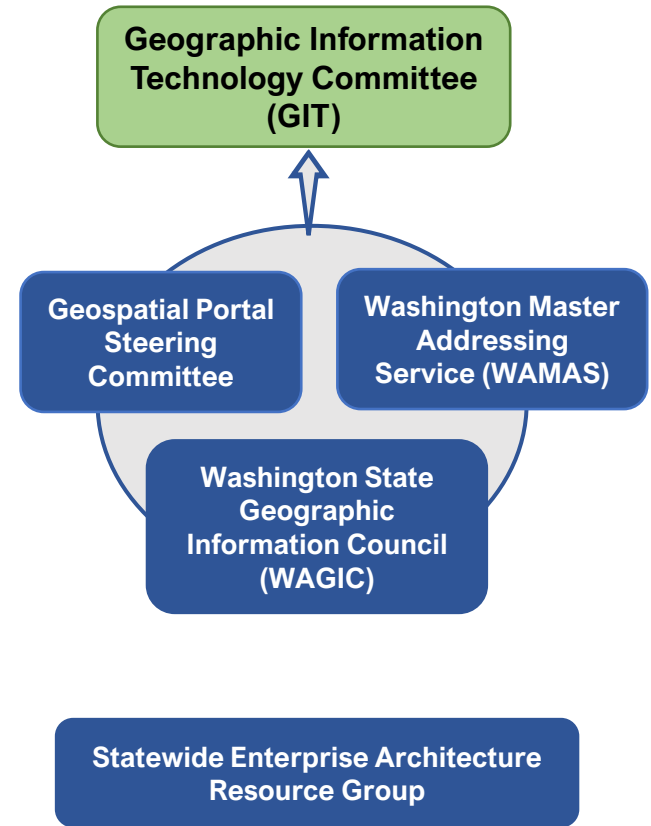 Geographic Information
Technology Committee
(GIT)
Geospatial Portal
Steering
Committee
Washington Master
Addressing
Service (WAMAS)
Washington State
Geographic
Information Council
(WAGIC)
Statewide Enterprise Architecture
Resource Group